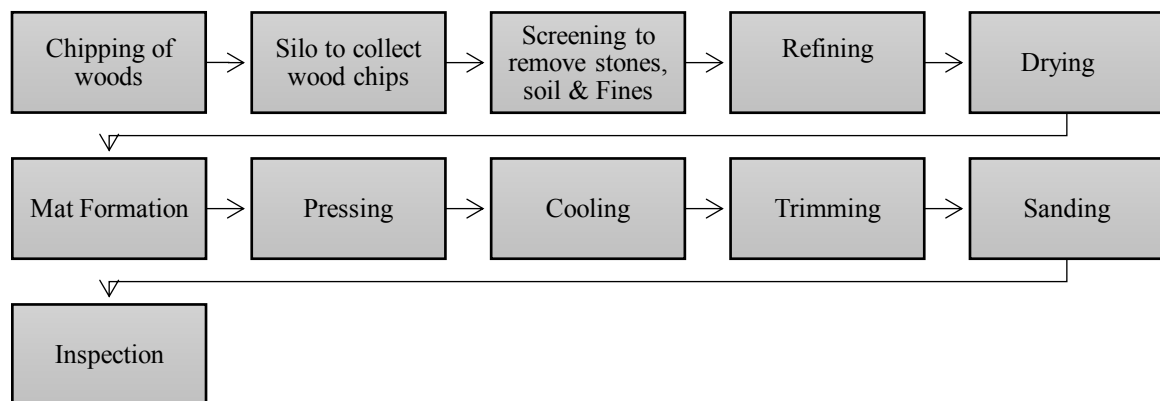 Chipping of
woods
Silo to collect
wood chips
Screening to
remove stones,
soil & Fines
Refining
Drying
Mat Formation
Pressing
Cooling
Trimming
Sanding
Inspection